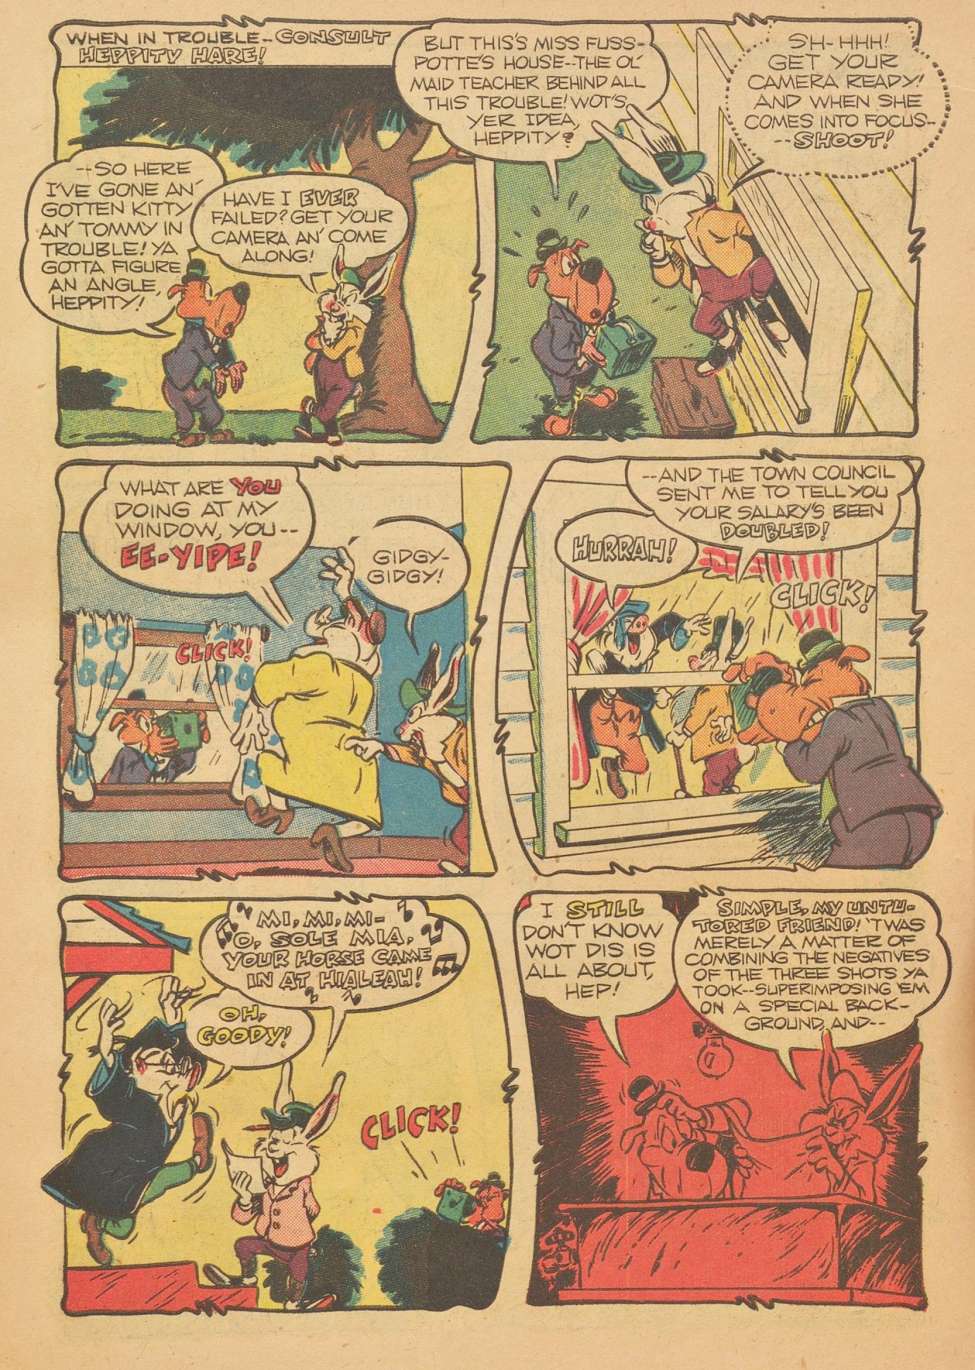 WHEN IN TROUBLE--CONSULT
HEPPITY HARE!
--SO HERE
I'VE GONE AN'
GOTTEN KITTY
AN' TOMMY IN
TROUBLE! YA
GOTTA FIGURE
AN ANGLE,
HEPPITY!
HAVE I EVER
FAILED? GET YOUR
CAMERA AN' COME
ALONG!
BUT THIS'S MISS FUSS-
POTTE'S HOUSE--THE OL'
MAID TEACHER BEHIND ALL
THIS TROUBLE! WOT'S
YER IDEA,
HEPPITY?
SH-HHH!
GET YOUR
CAMERA READY!
AND WHEN SHE
COMES INTO FOCUS--
--SHOOT!
WHAT ARE YOU
DOING AT MY
WINDOW, YOU--
EE-YIPE!
GIDGY-
GIDGY!
CLICK!
--AND THE TOWN COUNCIL
SENT ME TO TELL YOU
YOUR SALARY'S BEEN
DOUBLED!
HURRAH!
CLICK!
MI, MI, MI-
O, SOLE MIA,
YOUR HORSE CAME
IN AT HIALEAH!
OH,
GOODY!
CLICK!
I STILL
DON'T KNOW
WOT DIS IS
ALL ABOUT,
HEP!
SIMPLE, MY UNTU-
TORED FRIEND! 'TWAS
MERELY A MATTER OF
COMBINING THE NEGATIVES
OF THE THREE SHOTS YA
TOOK--SUPERIMPOSING 'EM
ON A SPECIAL BACK-
GROUND, AND--